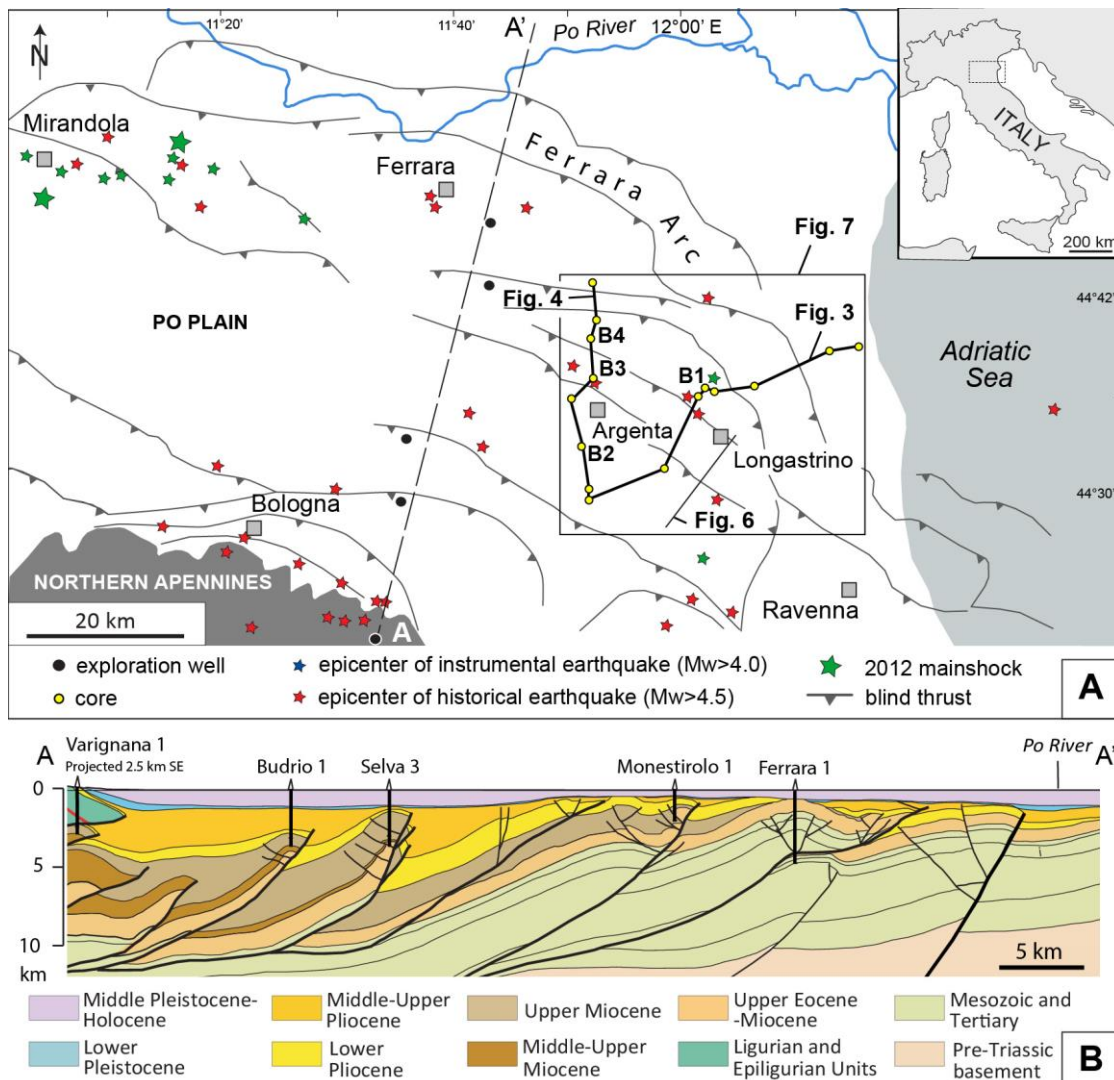 11°20'
11°40'
A'
Po River
12°00' E
N
Mirandola
Ferrara
Ferrara Arc
ITALY
200 km
Fig. 7
Fig. 4
Fig. 3
44°42'
PO PLAIN
B4
B3
B1
Adriatic
Sea
Argenta
B2
Longastrino
44°30'
Bologna
Fig. 6
NORTHERN APENNINES
Ravenna
20 km
A
exploration well
epicenter of instrumental earthquake (Mw>4.0)
2012 mainshock
core
epicenter of historical earthquake (Mw>4.5)
blind thrust
A
A
Varignana 1
Projected 2.5 km SE
Budrio 1
Selva 3
Monestirolo 1
Ferrara 1
Po River
A'
0
5
10
km
5 km
Middle Pleistocene-
Holocene
Middle-Upper
Pliocene
Upper Miocene
Upper Eocene
-Miocene
Mesozoic and
Tertiary
Lower
Pleistocene
Lower
Pliocene
Middle-Upper
Miocene
Ligurian and
Epiligurian Units
Pre-Triassic
basement
B